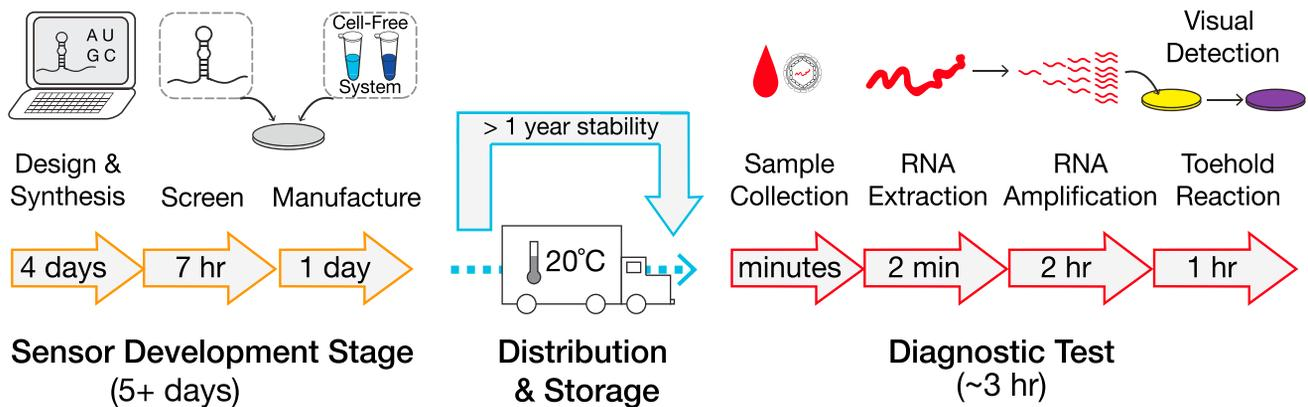 A U
G C
Cell-Free
System
Design &
Synthesis
Screen
Manufacture
4 days
7 hr
1 day
Sensor Development Stage
(5+ days)
> 1 year stability
20°C
Distribution
& Storage
Visual
Detection
Sample
Collection
RNA
Extraction
RNA
Amplification
Toehold
Reaction
minutes
2 min
2 hr
1 hr
Diagnostic Test
(~3 hr)